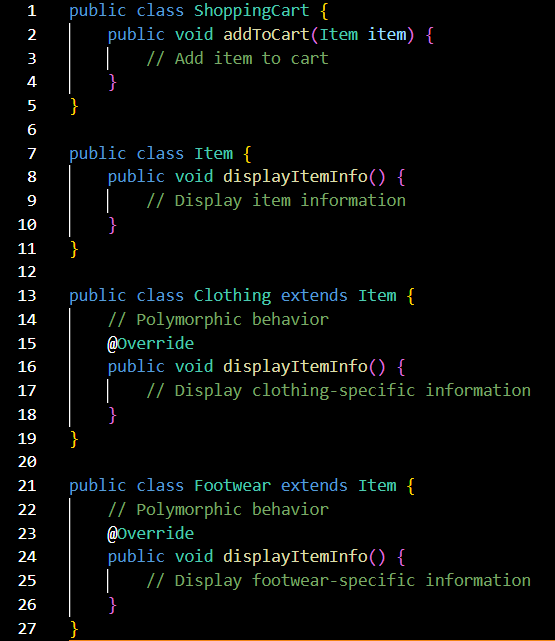 1 public class ShoppingCart {
2     public void addToCart(Item item) {
3         // Add item to cart
4     }
5 }
6
7 public class Item {
8     public void displayItemInfo() {
9         // Display item information
10     }
11 }
12
13 public class Clothing extends Item {
14     // Polymorphic behavior
15     @Override
16     public void displayItemInfo() {
17         // Display clothing-specific information
18     }
19 }
20
21 public class Footwear extends Item {
22     // Polymorphic behavior
23     @Override
24     public void displayItemInfo() {
25         // Display footwear-specific information
26     }
27 }